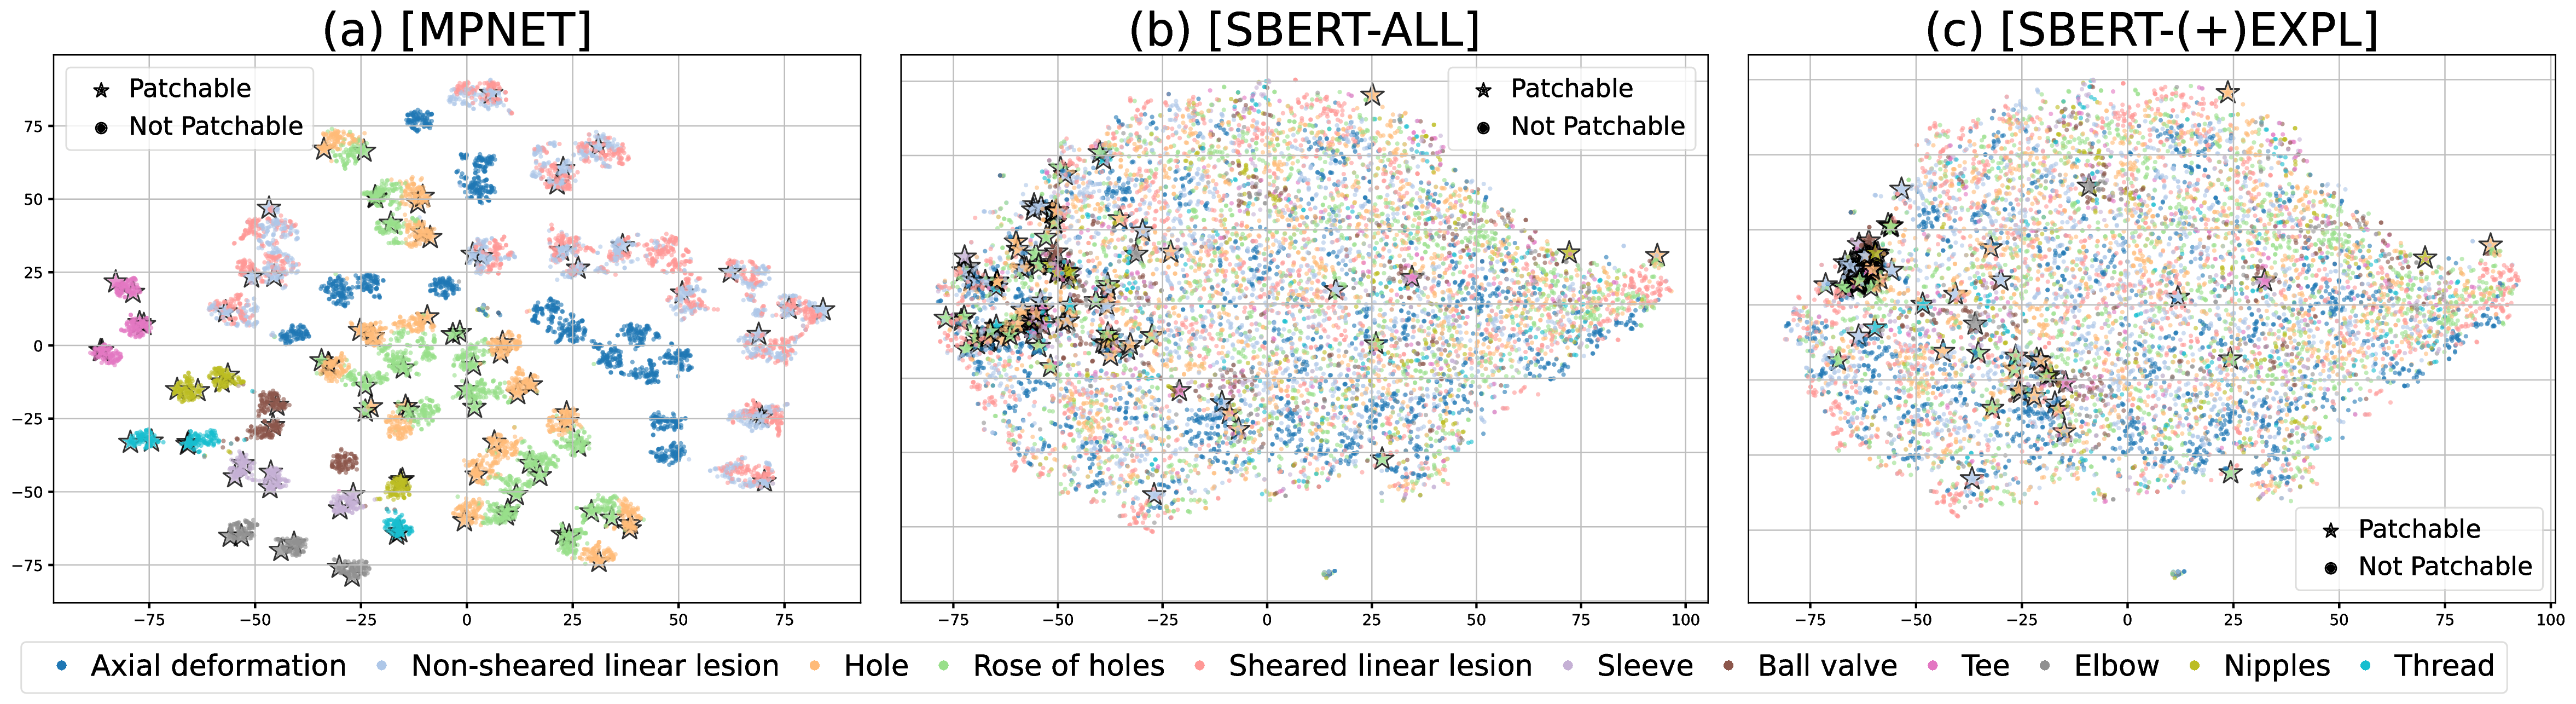 (a) [MPNET]
Patchable
Not Patchable
75
50
25
0
−25
−50
−75
−75 −50 −25 0 25 50 75
(b) [SBERT-ALL]
Patchable
Not Patchable
−75 −50 −25 0 25 50 75 100
(c) [SBERT-(+)EXPL]
Patchable
Not Patchable
−75 −50 −25 0 25 50 75 100
Axial deformation Non-sheared linear lesion Hole Rose of holes Sheared linear lesion Sleeve Ball valve Tee Elbow Nipples Thread